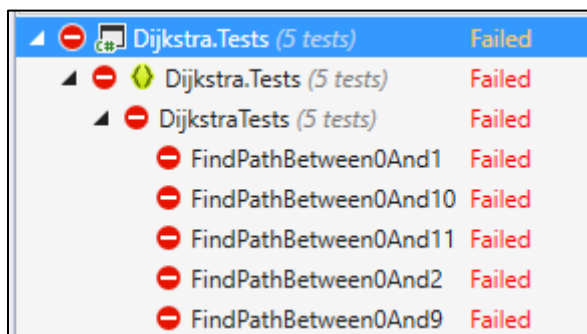 C# Dijkstra.Tests (5 tests) Failed
Dijkstra.Tests (5 tests) Failed
DijkstraTests (5 tests) Failed
FindPathBetween0And1 Failed
FindPathBetween0And10 Failed
FindPathBetween0And11 Failed
FindPathBetween0And2 Failed
FindPathBetween0And9 Failed